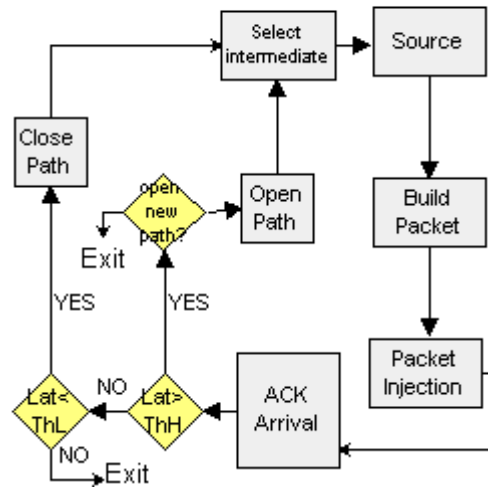 Select
intermediate
Source
Close
Path
open
new
path?
Open
Path
Build
Packet
Exit
YES
YES
Packet
Injection
Lat<
ThL
NO
Lat>
ThH
ACK
Arrival
NO
Exit